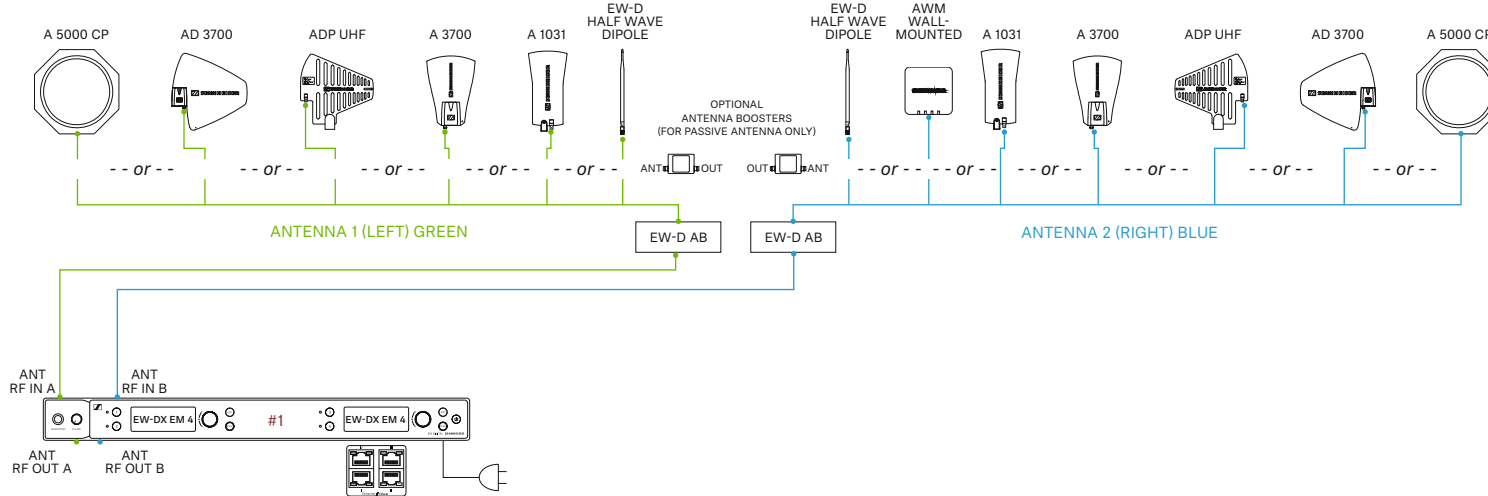 EW-D
HALF WAVE
DIPOLE
EW-D
HALF WAVE
DIPOLE
AWM
WALL-
MOUNTED
A 5000 CP
AD 3700
ADP UHF
A 3700
A 1031
A 1031
A 3700
ADP UHF
AD 3700
A 5000 CP
OPTIONAL
ANTENNA BOOSTERS
(FOR PASSIVE ANTENNA ONLY)
ANT OUT
OUT ANT
- - or - - - - or - - - - or - - - - or - - - - or - -
- - or - - - - or - - - - or - - - - or - - - - or - - - - or - -
ANTENNA 1 (LEFT) GREEN
EW-D AB
EW-D AB
ANTENNA 2 (RIGHT) BLUE
ANT
RF IN A
ANT
RF IN B
EW-DX EM 4
#1
EW-DX EM 4
ANT
RF OUT A
ANT
RF OUT B